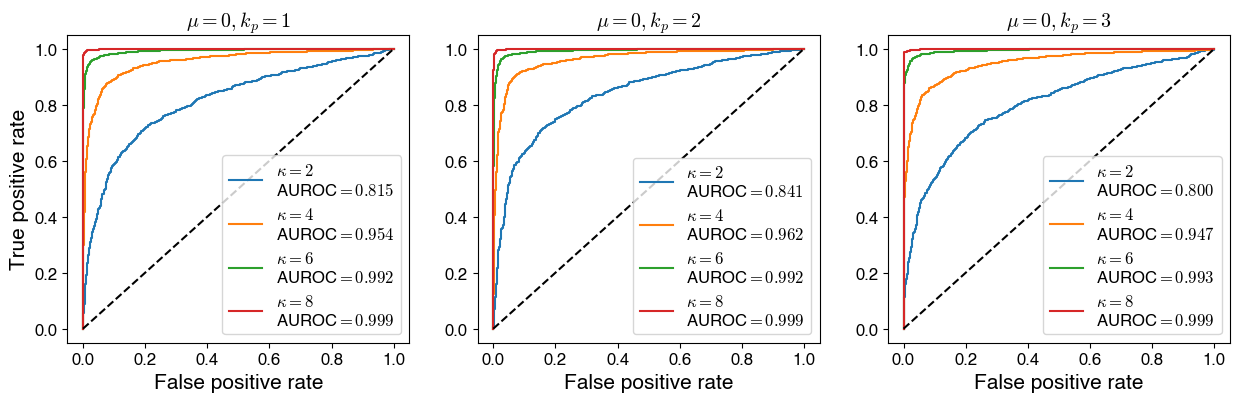 μ = 0, k_p = 1
1.0
0.8
0.6
0.4
0.2
0.0
True positive rate
κ = 2
AUROC = 0.815
κ = 4
AUROC = 0.954
κ = 6
AUROC = 0.992
κ = 8
AUROC = 0.999
0.0 0.2 0.4 0.6 0.8 1.0
False positive rate
μ = 0, k_p = 2
1.0
0.8
0.6
0.4
0.2
0.0
κ = 2
AUROC = 0.841
κ = 4
AUROC = 0.962
κ = 6
AUROC = 0.992
κ = 8
AUROC = 0.999
0.0 0.2 0.4 0.6 0.8 1.0
False positive rate
μ = 0, k_p = 3
1.0
0.8
0.6
0.4
0.2
0.0
κ = 2
AUROC = 0.800
κ = 4
AUROC = 0.947
κ = 6
AUROC = 0.993
κ = 8
AUROC = 0.999
0.0 0.2 0.4 0.6 0.8 1.0
False positive rate